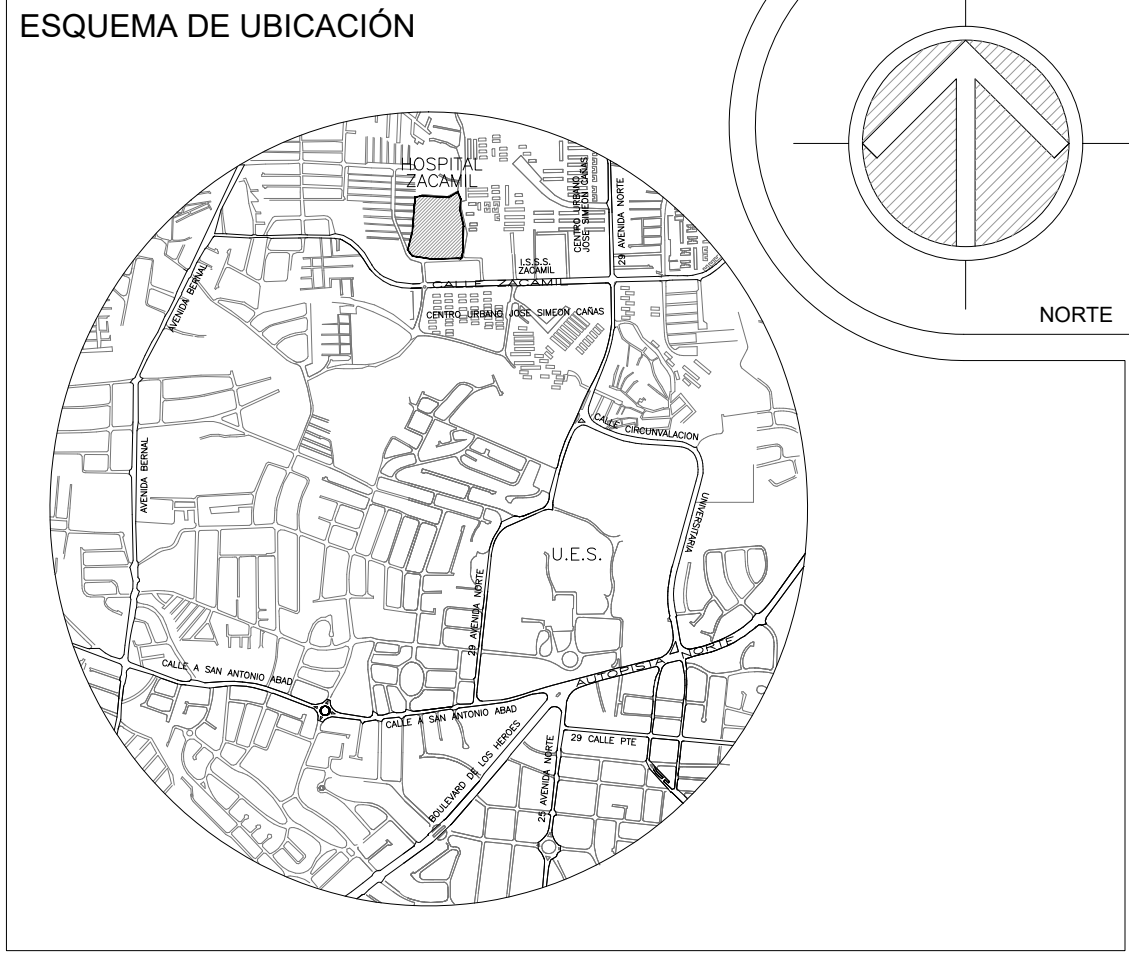 ESQUEMA DE UBICACIÓN
NORTE
HOSPITAL
ZACAMIL
CENTRO URBANO
JOSE SIMEON CAÑAS
29 AVENIDA NORTE
I.S.S.S.
ZACAMIL
CALLE ZACAMIL
AVENIDA BERNAL
CENTRO URBANO JOSE SIMEON CAÑAS
CALLE CIRCUNVALACION
AVENIDA BERNAL
UNIVERSITARIA
U.E.S.
29 AVENIDA NORTE
AUTOPISTA NORTE
CALLE A SAN ANTONIO ABAD
CALLE A SAN ANTONIO ABAD
29 CALLE PTE
BOULEVARD DE LOS HEROES
25 AVENIDA NORTE